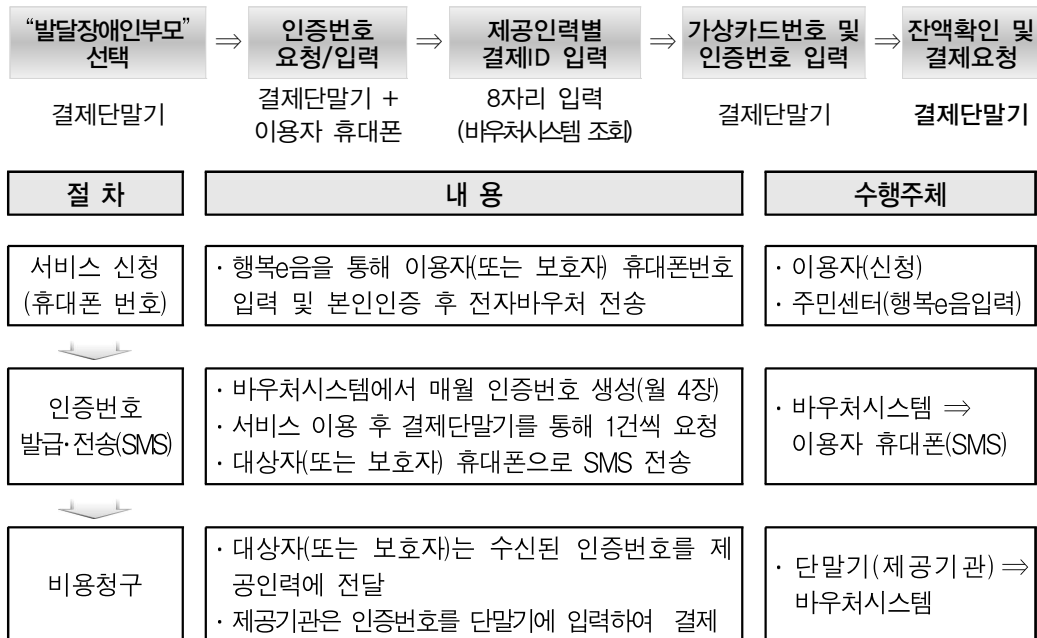 “발달장애인부모” 선택 ⇒ 인증번호 요청/입력 ⇒ 제공인력별 결제ID 입력 ⇒ 가상카드번호 및 인증번호 입력 ⇒ 잔액확인 및 결제요청
결제단말기
결제단말기 +
이용자 휴대폰
8자리 입력
(바우처시스템 조회)
결제단말기
결제단말기
절 차
내 용
수행주체
서비스 신청
(휴대폰 번호)
· 행복e음을 통해 이용자(또는 보호자) 휴대폰번호
입력 및 본인인증 후 전자바우처 전송
· 이용자(신청)
· 주민센터(행복e음입력)
인증번호
발급·전송(SMS)
· 바우처시스템에서 매월 인증번호 생성(월 4장)
· 서비스 이용 후 결제단말기를 통해 1건씩 요청
· 대상자(또는 보호자) 휴대폰으로 SMS 전송
· 바우처시스템 ⇒
이용자 휴대폰(SMS)
비용청구
· 대상자(또는 보호자)는 수신된 인증번호를 제
공인력에 전달
· 제공기관은 인증번호를 단말기에 입력하여 결제
· 단말기(제공기관) ⇒
바우처시스템